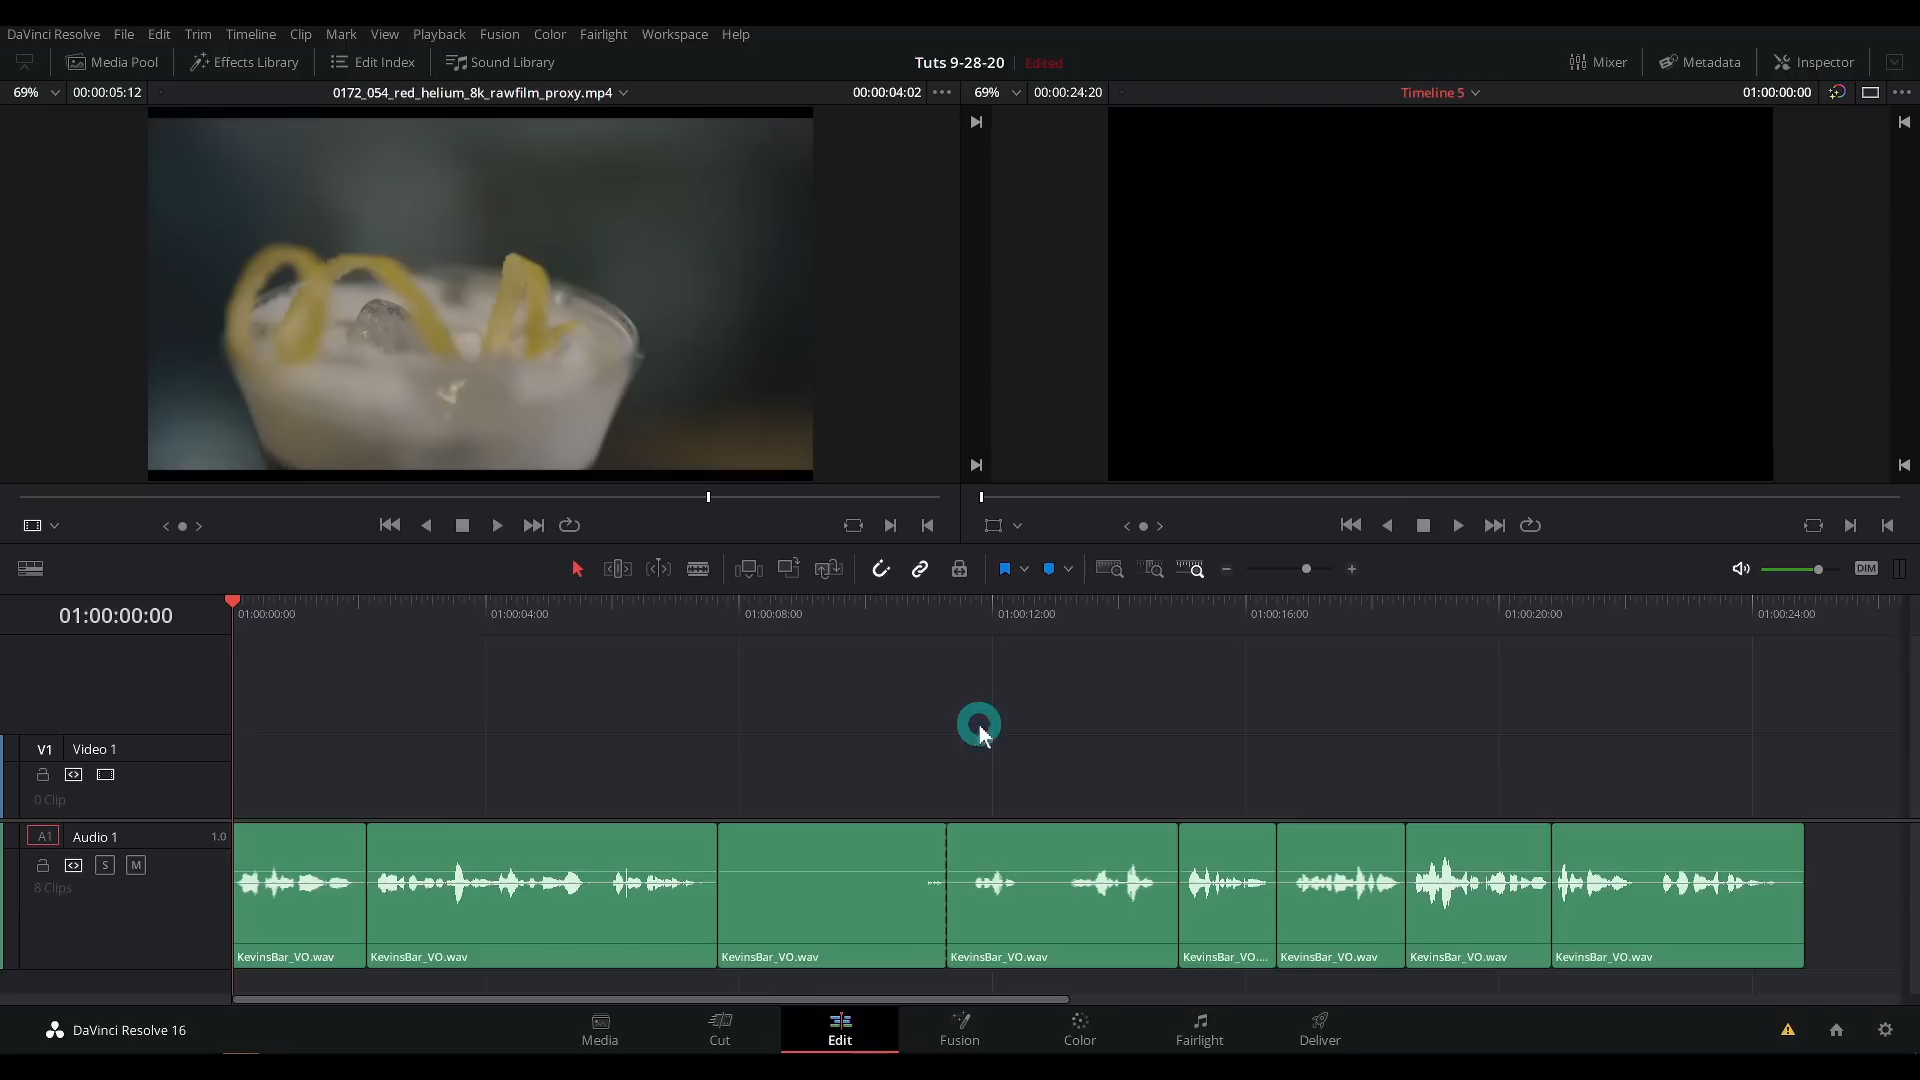 DaVinci Resolve File Edit Trim Timeline Clip Mark View Playback Fusion Color Fairlight Workspace Help
Media Pool Effects Library Edit Index Sound Library Tuts 9-28-20 Edited Mixer Metadata Inspector
69% 00:00:05:12 0172_054_red_helium_8k_rawfilm_proxy.mp4 00:00:04:02 69% 00:00:24:20 Timeline 5 01:00:00:00
DIM
01:00:00:00 01:00:00:00 01:00:04:00 01:00:08:00 01:00:12:00 01:00:16:00 01:00:20:00 01:00:24:00
V1 Video 1
0 Clip
A1 Audio 1 1.0
S M
8 Clips
KevinsBar_VO.wav KevinsBar_VO.wav KevinsBar_VO.wav KevinsBar_VO.wav KevinsBar_VO.... KevinsBar_VO.wav KevinsBar_VO.wav KevinsBar_VO.wav
DaVinci Resolve 16 Media Cut Edit Fusion Color Fairlight Deliver